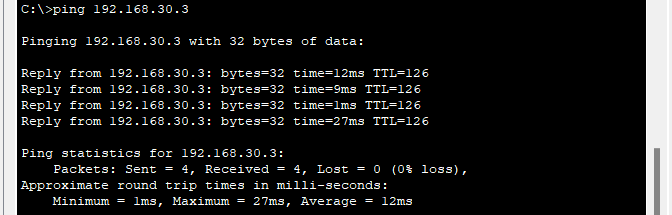 C:\>ping 192.168.30.3
Pinging 192.168.30.3 with 32 bytes of data:
Reply from 192.168.30.3: bytes=32 time=12ms TTL=126
Reply from 192.168.30.3: bytes=32 time=9ms TTL=126
Reply from 192.168.30.3: bytes=32 time=1ms TTL=126
Reply from 192.168.30.3: bytes=32 time=27ms TTL=126
Ping statistics for 192.168.30.3:
Packets: Sent = 4, Received = 4, Lost = 0 (0% loss),
Approximate round trip times in milli-seconds:
Minimum = 1ms, Maximum = 27ms, Average = 12ms